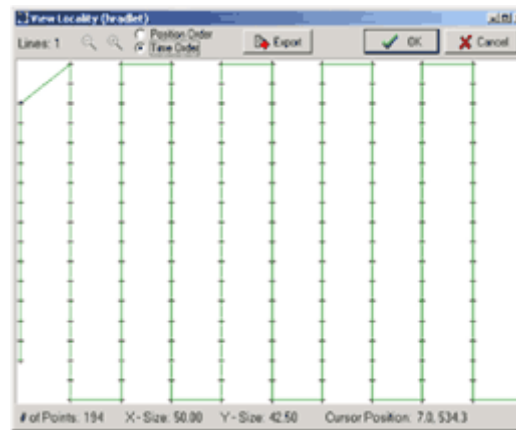 View Locality (hradlet)
Lines: 1
Position Order
Time Order
Export
OK
Cancel
# of Points: 194 X-Size: 50.00 Y-Size: 42.50 Cursor Position: 7.0, 534.3